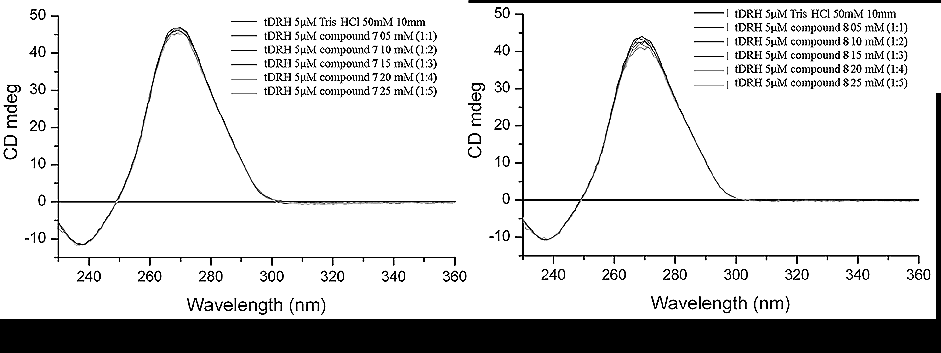 50
40
30
20
10
0
-10
CD mdeg
tDRH 5μM Tris HCl 50mM 10mm
tDRH 5μM compound 7 05 mM (1:1)
tDRH 5μM compound 7 10 mM (1:2)
tDRH 5μM compound 7 15 mM (1:3)
tDRH 5μM compound 7 20 mM (1:4)
tDRH 5μM compound 7 25 mM (1:5)
240 260 280 300 320 340 360
Wavelength (nm)
50
40
30
20
10
0
-10
CD mdeg
tDRH 5μM Tris HCl 50mM 10mm
tDRH 5μM compound 8 05 mM (1:1)
tDRH 5μM compound 8 10 mM (1:2)
tDRH 5μM compound 8 15 mM (1:3)
tDRH 5μM compound 8 20 mM (1:4)
tDRH 5μM compound 8 25 mM (1:5)
240 260 280 300 320 340 360
Wavelength (nm)